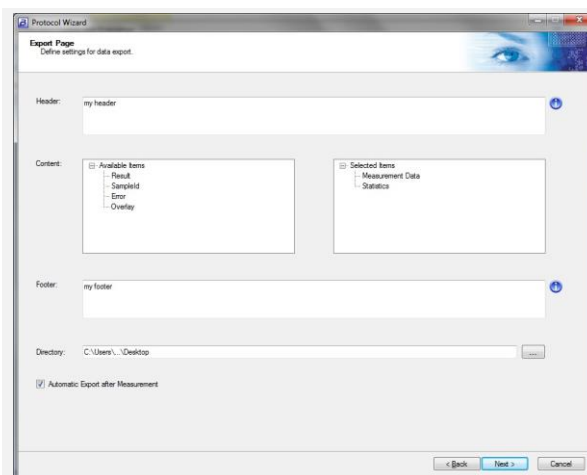 Protocol Wizard
Export Page
Define settings for data export.
Header:
my header
Content:
Available Items
Result
SampleId
Error
Overlay
Selected Items
Measurement Data
Statistics
Footer:
my footer
Directory:
C:\Users\...\Desktop
...
Automatic Export after Measurement
< Back
Next >
Cancel